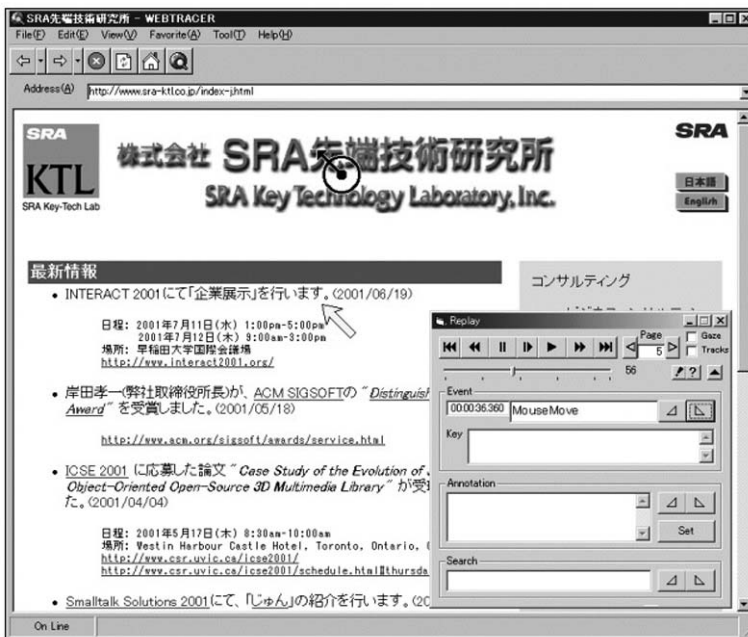 SRA先端技術研究所 - WEBTRACER
File(F) Edit(E) View(V) Favorite(A) Tool(T) Help(H)
Address(A) http://www.sra-ktl.co.jp/index-j.html
SRA
KTL
SRA Key-Tech Lab
株式会社 SRA先端技術研究所
SRA Key Technology Laboratory, Inc.
SRA
日本語
English
最新情報
• INTERACT 2001にて「企業展示」を行います。(2001/06/19)
日程: 2001年7月11日(水) 1:00pm-5:00pm
2001年7月12日(木) 9:00am-3:00pm
場所: 早稲田大学国際会議場
http://www.interact2001.org/
• 岸田孝一(弊社取締役所長)が、ACM SIGSOFTの "Distinguish
Award" を受賞しました。(2001/05/18)
http://www.acm.org/sigsoft/awards/service.html
• ICSE 2001 に応募した論文 "Case Study of the Evolution of
Object-Oriented Open-Source 3D Multimedia Library" が受
た。(2001/04/04)
日程: 2001年5月17日(木) 8:30am-10:00am
場所: Westin Harbour Castle Hotel, Toronto, Ontario,
http://www.csr.uvic.ca/icse2001/
http://www.csr.uvic.ca/icse2001/schedule.html#thursda
• Smalltalk Solutions 2001にて、「じゅん」の紹介を行います。(20
コンサルティング
Replay
Page
5
Gaze
Tracks
56
Event
00:00:36.360 MouseMove
Key
Annotation
Set
Search
On Line